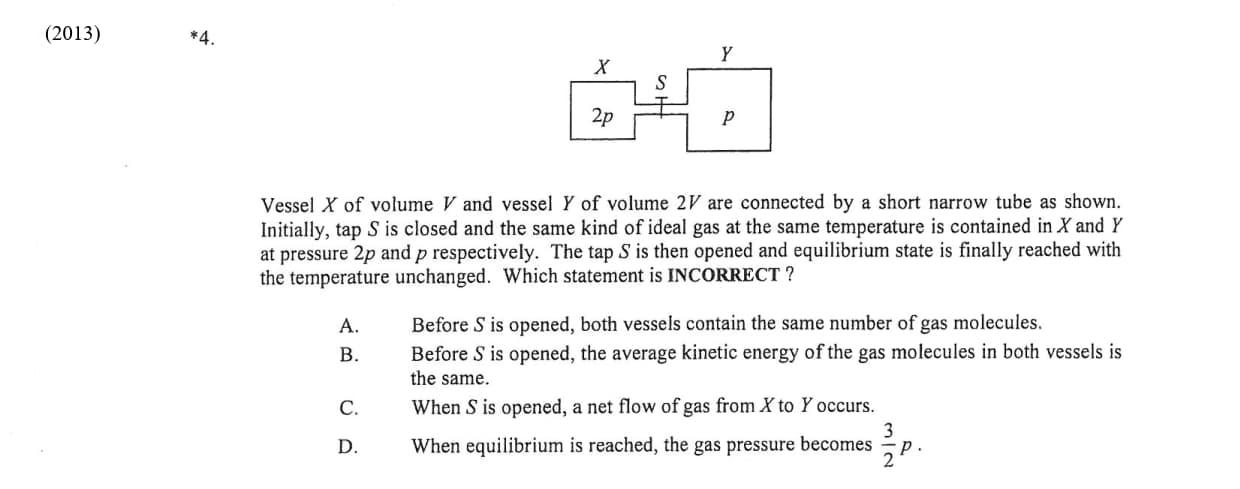 (2013) *4.
Y
X
S
2p p
Vessel X of volume V and vessel Y of volume 2V are connected by a short narrow tube as shown.
Initially, tap S is closed and the same kind of ideal gas at the same temperature is contained in X and Y
at pressure 2p and p respectively. The tap S is then opened and equilibrium state is finally reached with
the temperature unchanged. Which statement is INCORRECT ?
A. Before S is opened, both vessels contain the same number of gas molecules.
B. Before S is opened, the average kinetic energy of the gas molecules in both vessels is
the same.
C. When S is opened, a net flow of gas from X to Y occurs.
D. When equilibrium is reached, the gas pressure becomes 3/2 p .